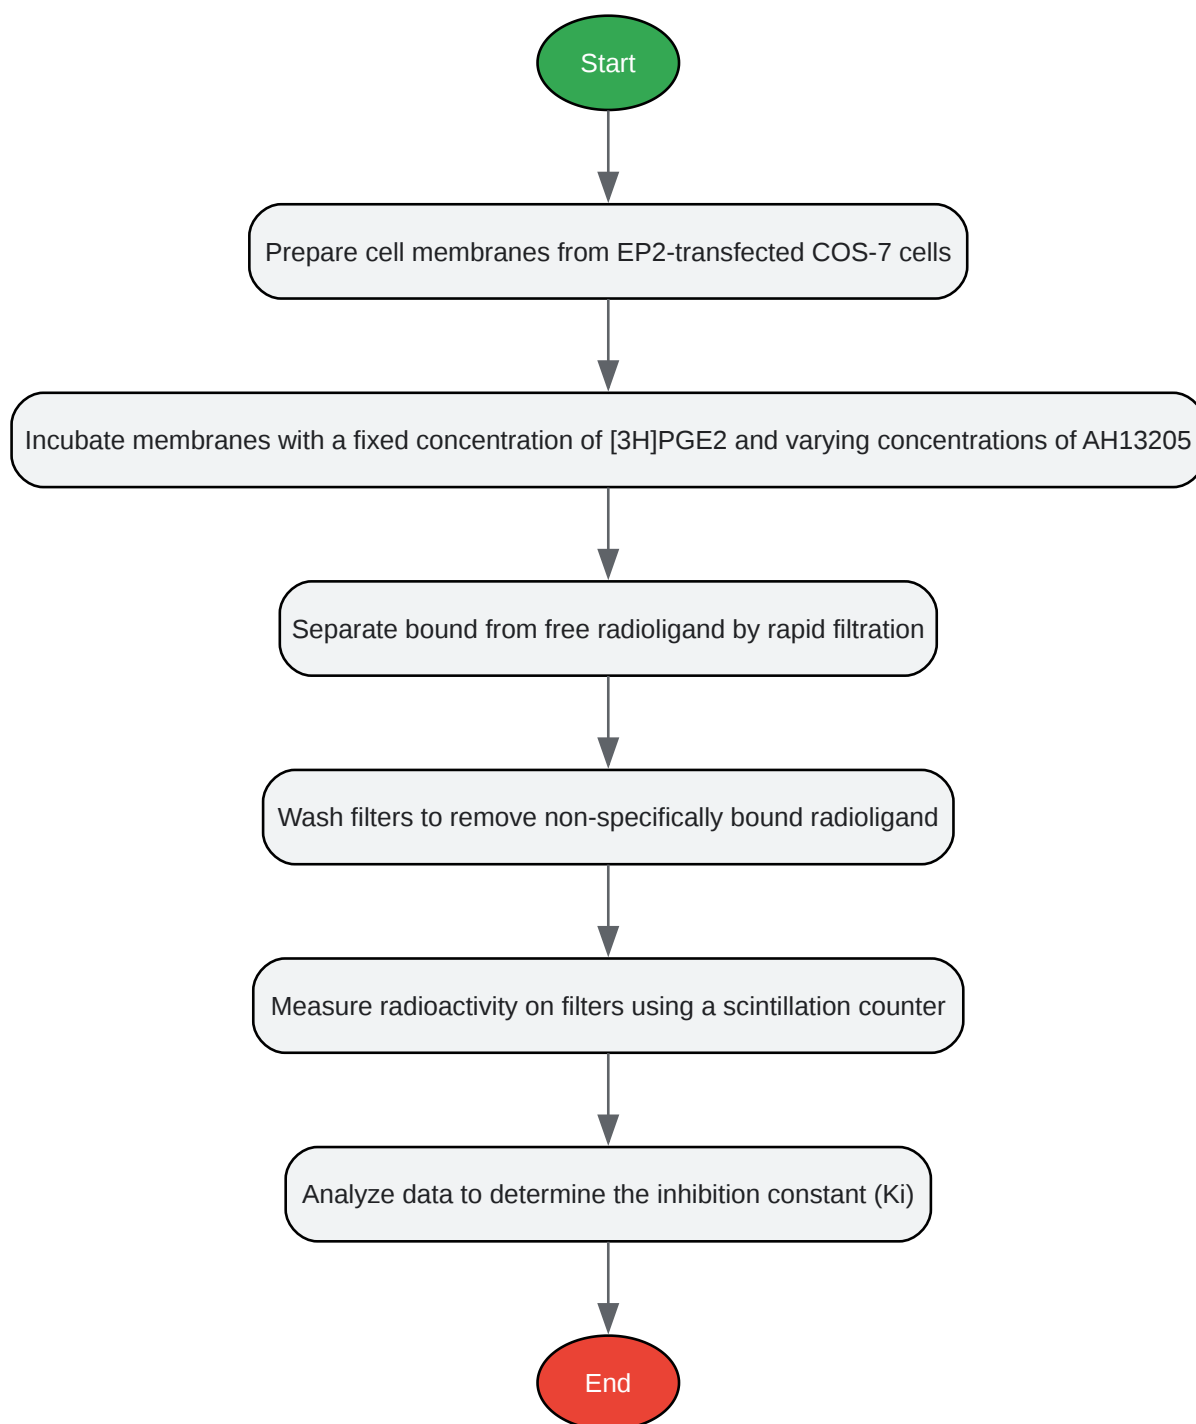 Start
Prepare cell membranes from EP2-transfected COS-7 cells
Incubate membranes with a fixed concentration of [3H]PGE2 and varying concentrations of AH13205
Separate bound from free radioligand by rapid filtration
Wash filters to remove non-specifically bound radioligand
Measure radioactivity on filters using a scintillation counter
Analyze data to determine the inhibition constant (Ki)
End